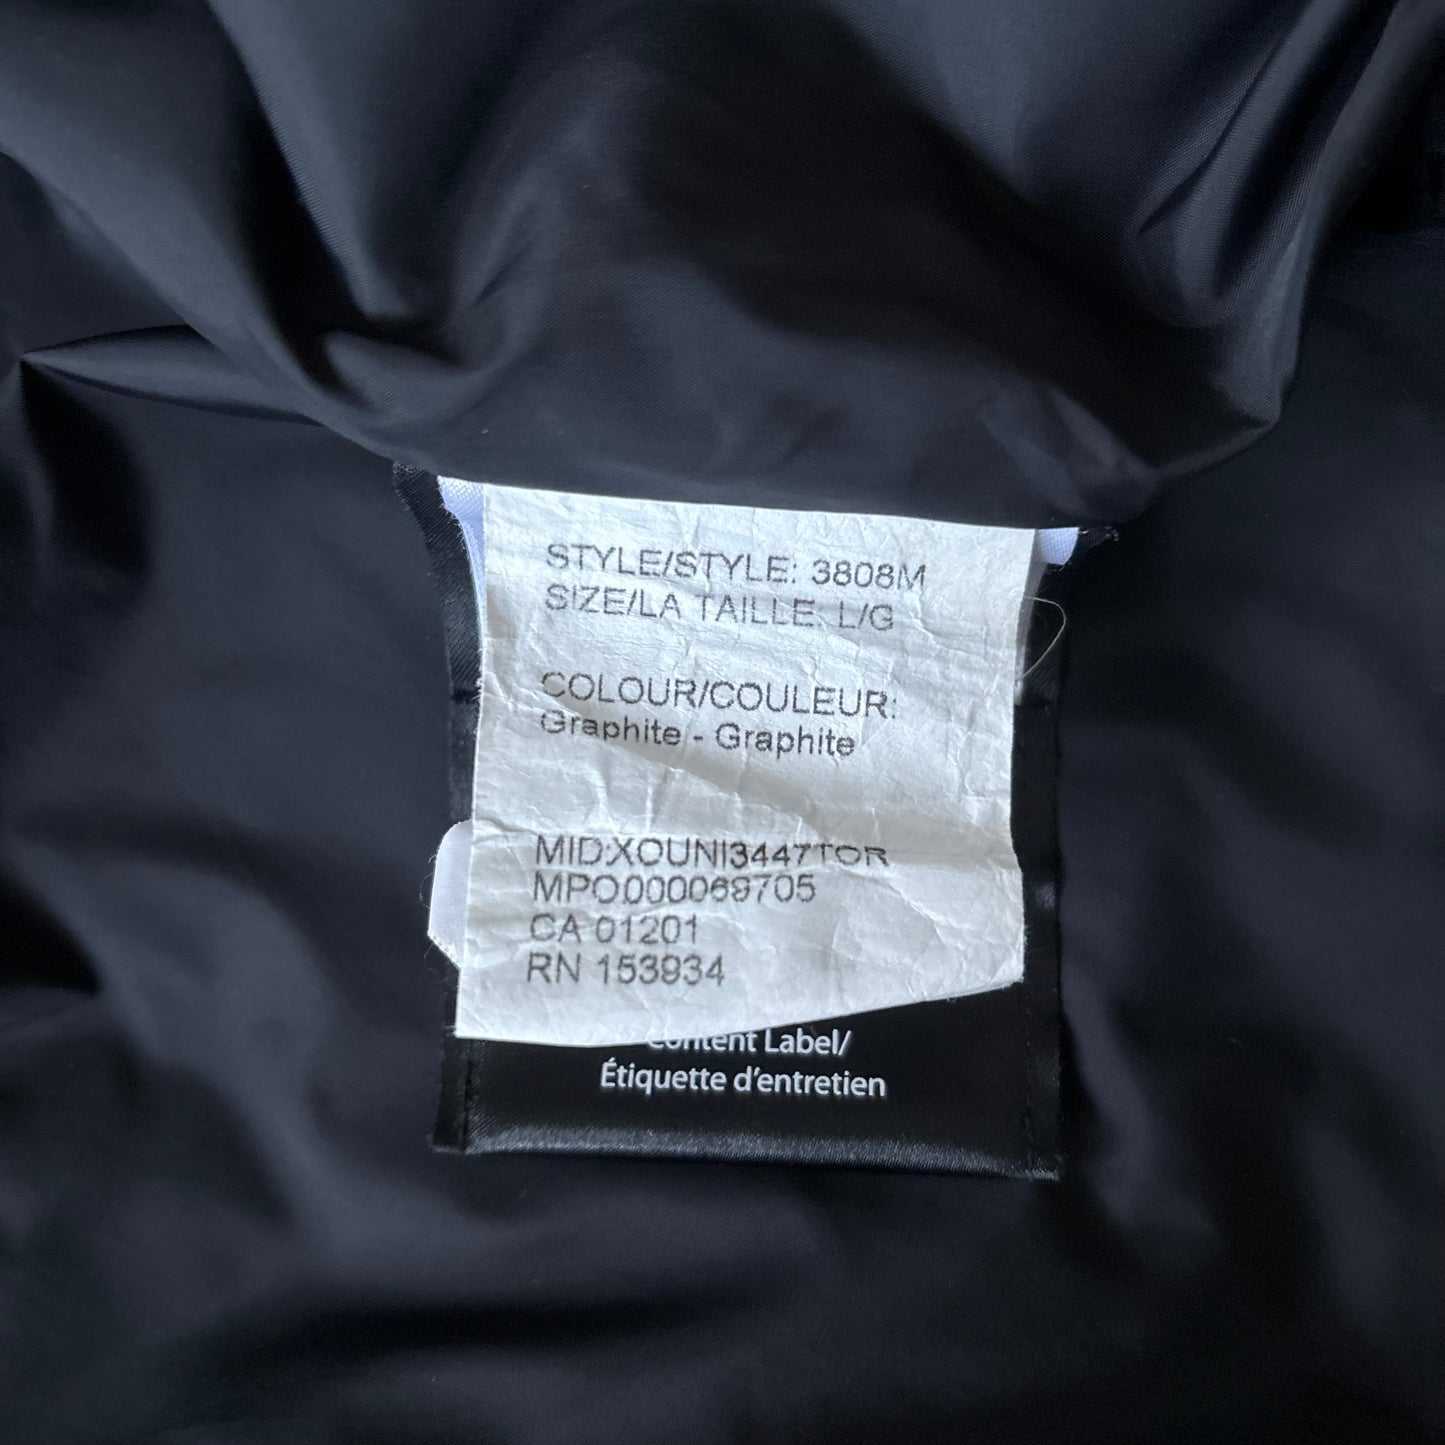 STYLE/STYLE: 3808M
SIZE/LA TAILLE: L/G
COLOUR/COULEUR:
Graphite - Graphite
MID:XOUNI3447TOR
MPO000069705
CA 01201
RN 153934
Content Label/
Étiquette d'entretien